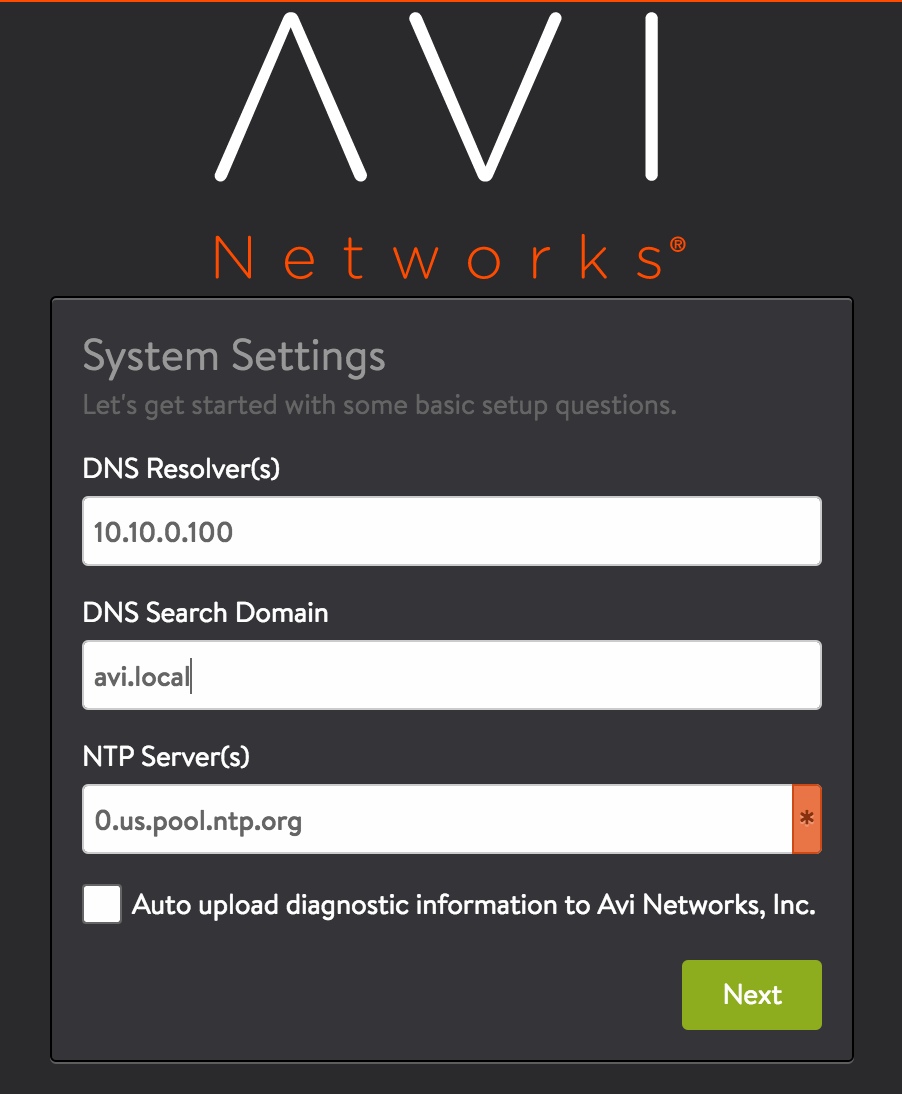 AVI
Networks®
System Settings
Let's get started with some basic setup questions.
DNS Resolver(s)
10.10.0.100
DNS Search Domain
avi.local
NTP Server(s)
0.us.pool.ntp.org *
Auto upload diagnostic information to Avi Networks, Inc.
Next